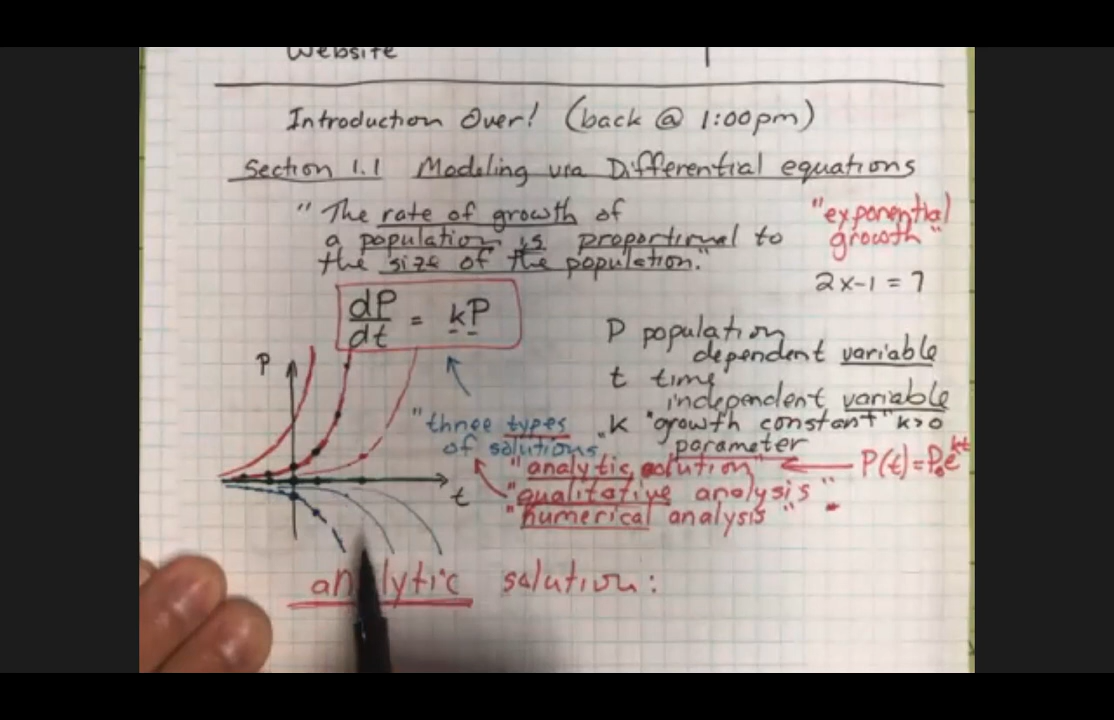 Website
Introduction Over! (back @ 1:00pm)
Section 1.1 Modeling via Differential equations
"The rate of growth of
a population is proportional to
the size of the population."
"exponential
growth"
2x-1 = 7
dP/dt = kP
P
t
"three types
of solutions"
P population
dependent variable
t time
independent variable
k "growth constant" k>0
parameter
"analytic solution" ← P(t) = P₀e^kt
"qualitative analysis"
"numerical analysis"
analytic solution: